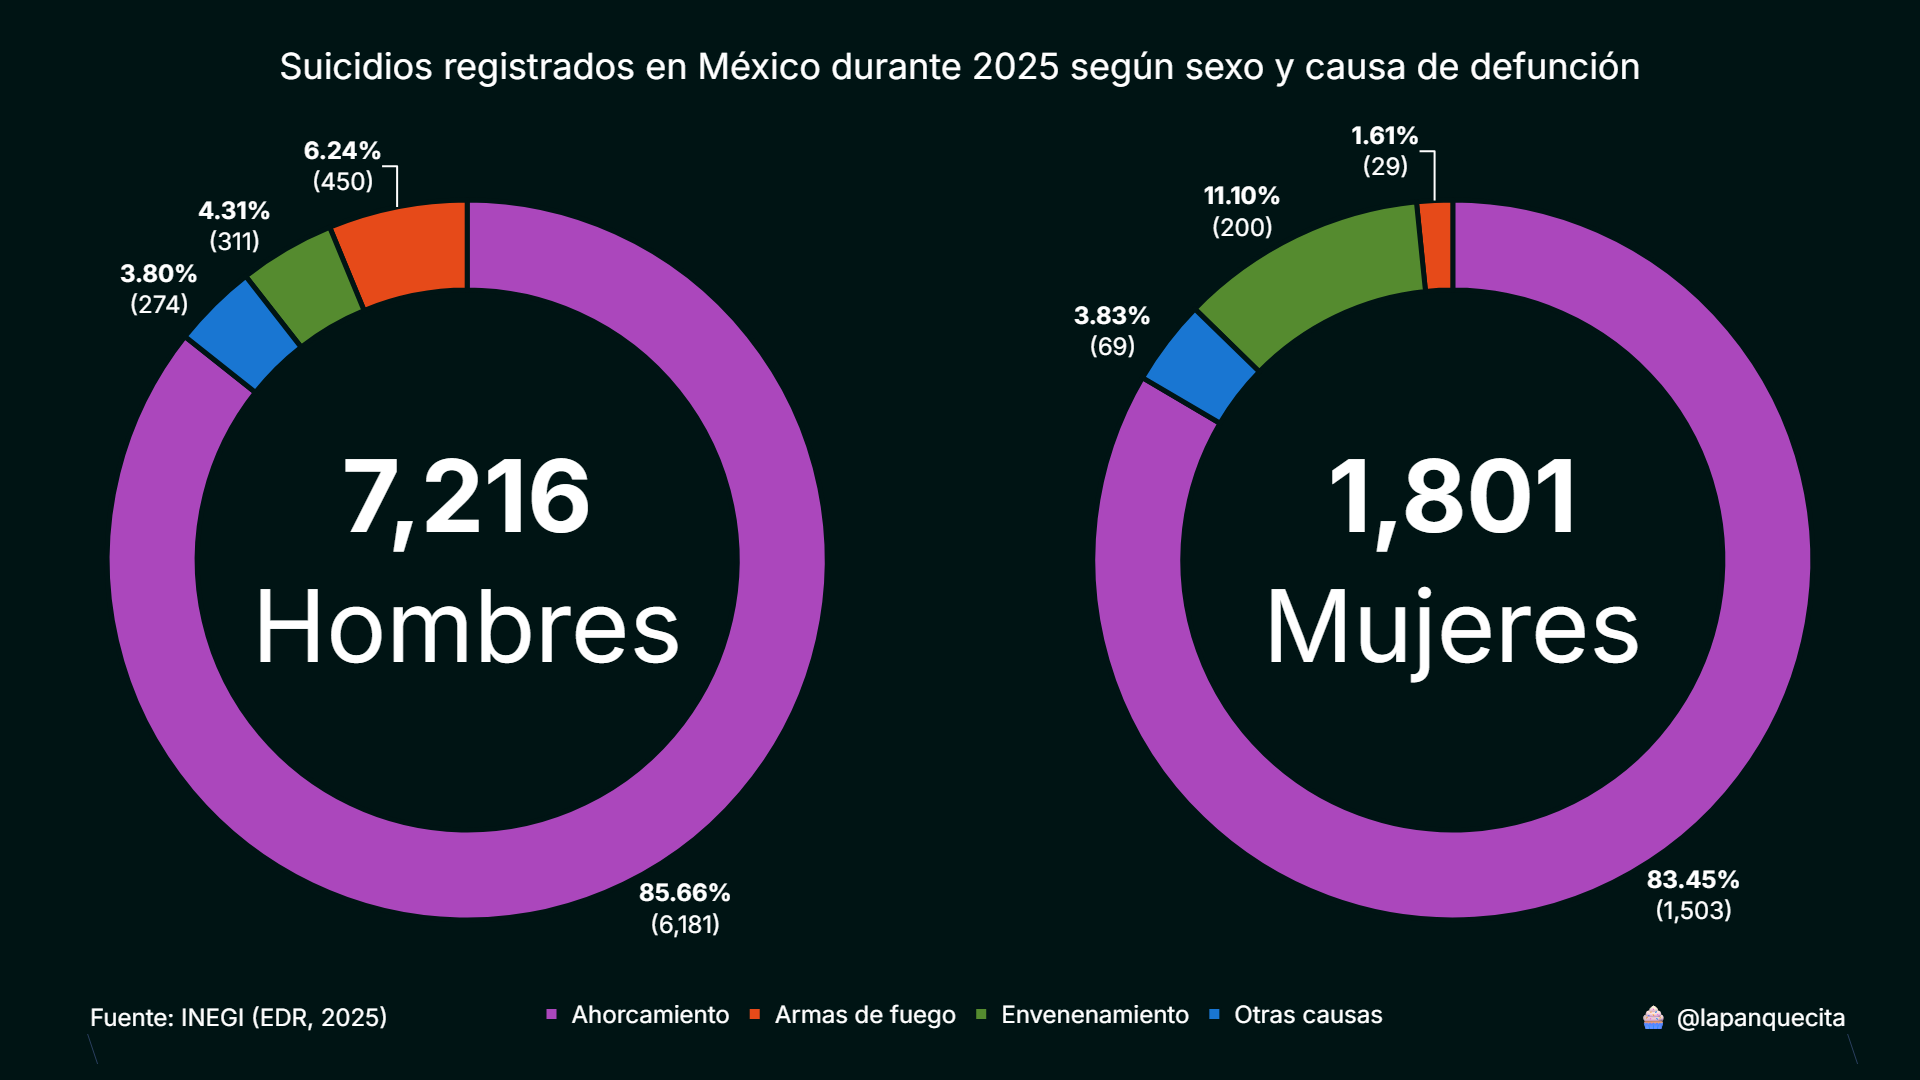 Suicidios registrados en México durante 2025 según sexo y causa de defunción
6.24%
(450)
4.31%
(311)
3.80%
(274)
7,216
Hombres
85.66%
(6,181)
1.61%
(29)
11.10%
(200)
3.83%
(69)
1,801
Mujeres
83.45%
(1,503)
Fuente: INEGI (EDR, 2025)
Ahorcamiento
Armas de fuego
Envenenamiento
Otras causas
🧁 @lapanquecita